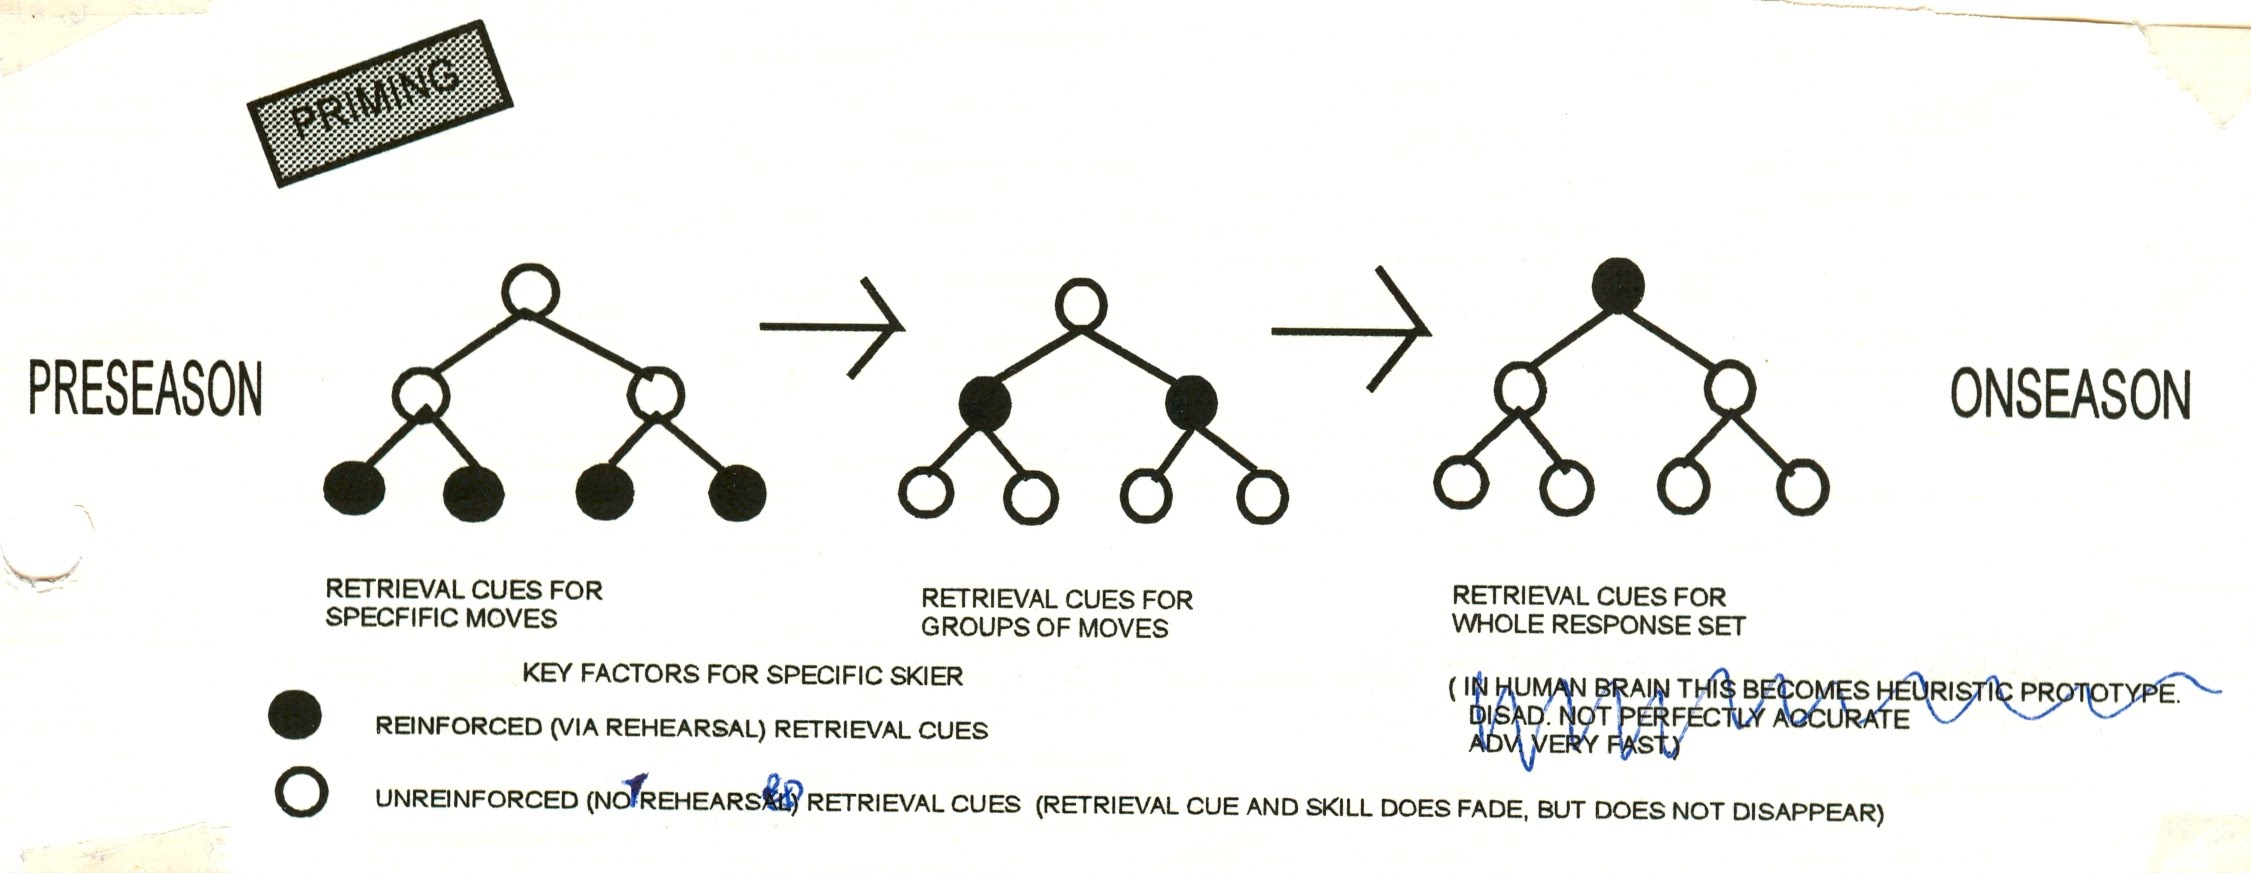 PRIMING
PRESEASON
ONSEASON
RETRIEVAL CUES FOR
SPECFIFIC MOVES
RETRIEVAL CUES FOR
GROUPS OF MOVES
RETRIEVAL CUES FOR
WHOLE RESPONSE SET
( IN HUMAN BRAIN THIS BECOMES HEURISTIC PROTOTYPE.
DISAD. NOT PERFECTLY ACCURATE
ADV. VERY FAST.)
KEY FACTORS FOR SPECIFIC SKIER
REINFORCED (VIA REHEARSAL) RETRIEVAL CUES
UNREINFORCED (NOT REHEARSED) RETRIEVAL CUES (RETRIEVAL CUE AND SKILL DOES FADE, BUT DOES NOT DISAPPEAR)